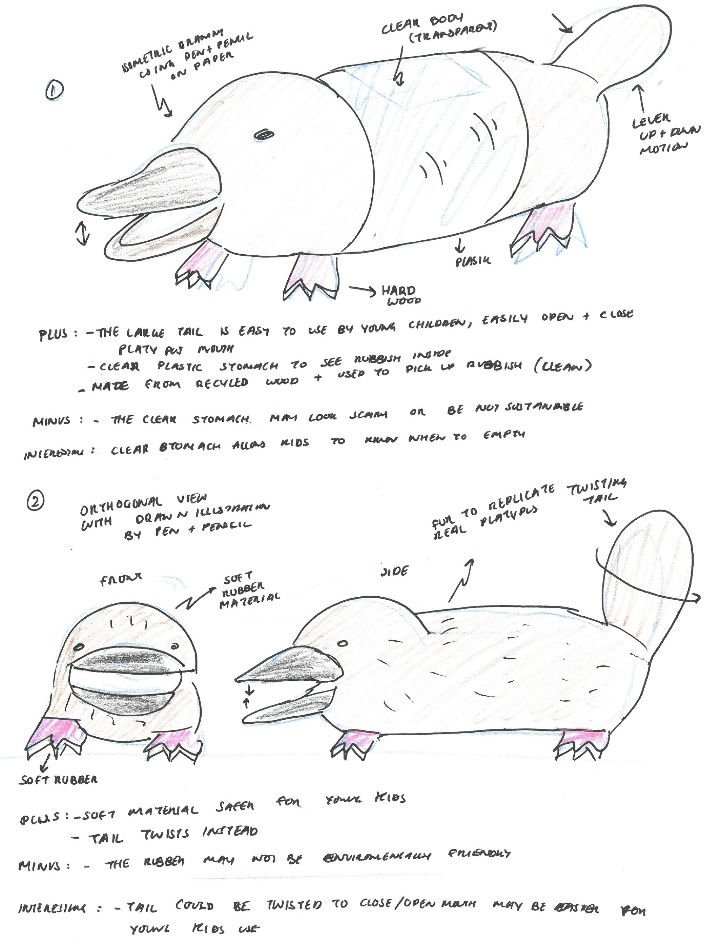 ①
ISOMETRIC DRAWING
USING PEN + PENCIL
ON PAPER
CLEAR BODY
(TRANSPARENT)
LEVER
UP + DOWN
MOTION
PLASTIC
HARD
WOOD
PLUS : - THE LARGE TAIL IS EASY TO USE BY YOUNG CHILDREN, EASILY OPEN + CLOSE
PLATYPUS MOUTH
- CLEAR PLASTIC STOMACH TO SEE RUBBISH INSIDE
- MADE FROM RECYLED WOOD + USED TO PICK UP RUBBISH (CLEAN)
MINUS : - THE CLEAR STOMACH. MAY LOOK SCARY OR BE NOT SUSTAINABLE
INTERESTING : CLEAR STOMACH ALLOWS KIDS TO KNOW WHEN TO EMPTY
②
ORTHOGONAL VIEW
WITH DRAWN ILLUSTRATION
BY PEN + PENCIL
FUR TO REPLICATE
REAL PLATYPUS
TWISTING
TAIL
FRONT
SOFT
RUBBER
MATERIAL
SIDE
SOFT RUBBER
PLUS : - SOFT MATERIAL SAFER FOR YOUNG KIDS
- TAIL TWISTS INSTEAD
MINUS : - THE RUBBER MAY NOT BE ENVIROMENTALLY FRIENDLY
INTERESTING : - TAIL COULD BE TWISTED TO CLOSE/OPEN MOUTH MAY BE EASIER FOR
YOUNG KIDS USE